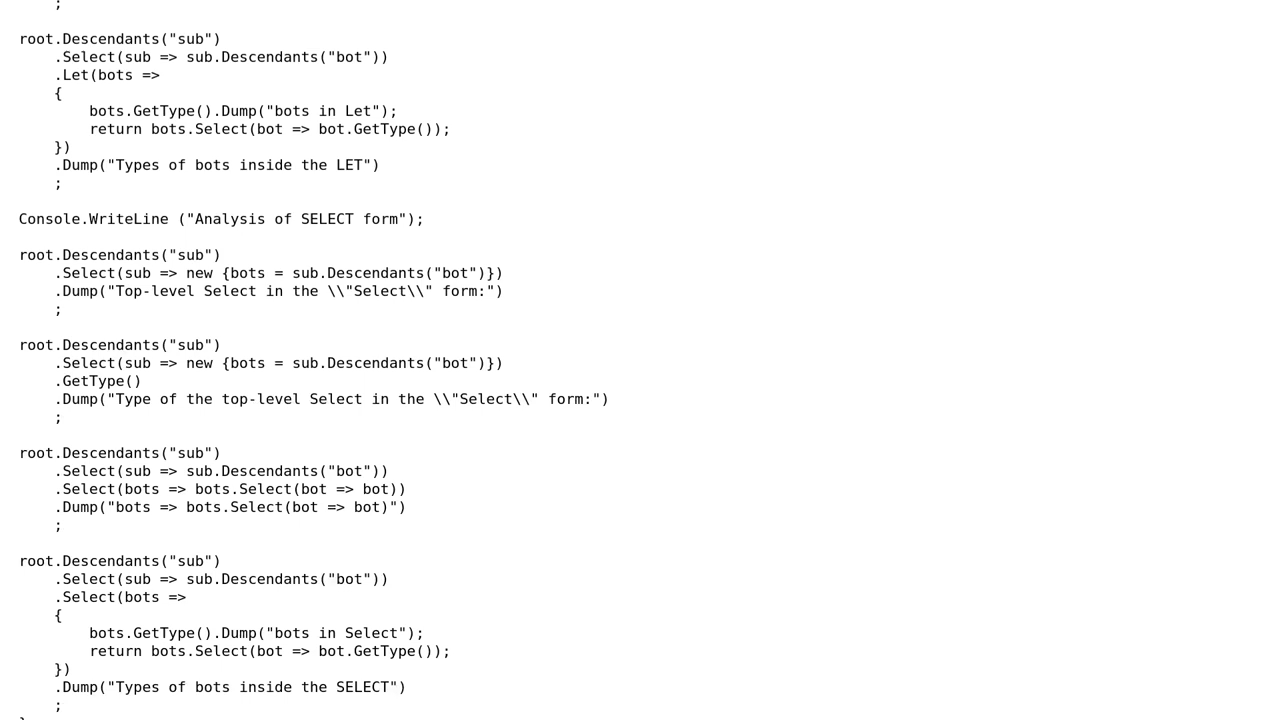 ;
root.Descendants("sub")
    .Select(sub => sub.Descendants("bot"))
    .Let(bots =>
    {
        bots.GetType().Dump("bots in Let");
        return bots.Select(bot => bot.GetType());
    })
    .Dump("Types of bots inside the LET")
    ;
Console.WriteLine ("Analysis of SELECT form");
root.Descendants("sub")
    .Select(sub => new {bots = sub.Descendants("bot")})
    .Dump("Top-level Select in the \\"Select\\" form:")
    ;
root.Descendants("sub")
    .Select(sub => new {bots = sub.Descendants("bot")})
    .GetType()
    .Dump("Type of the top-level Select in the \\"Select\\" form:")
    ;
root.Descendants("sub")
    .Select(sub => sub.Descendants("bot"))
    .Select(bots => bots.Select(bot => bot))
    .Dump("bots => bots.Select(bot => bot)")
    ;
root.Descendants("sub")
    .Select(sub => sub.Descendants("bot"))
    .Select(bots =>
    {
        bots.GetType().Dump("bots in Select");
        return bots.Select(bot => bot.GetType());
    })
    .Dump("Types of bots inside the SELECT")
    ;
}